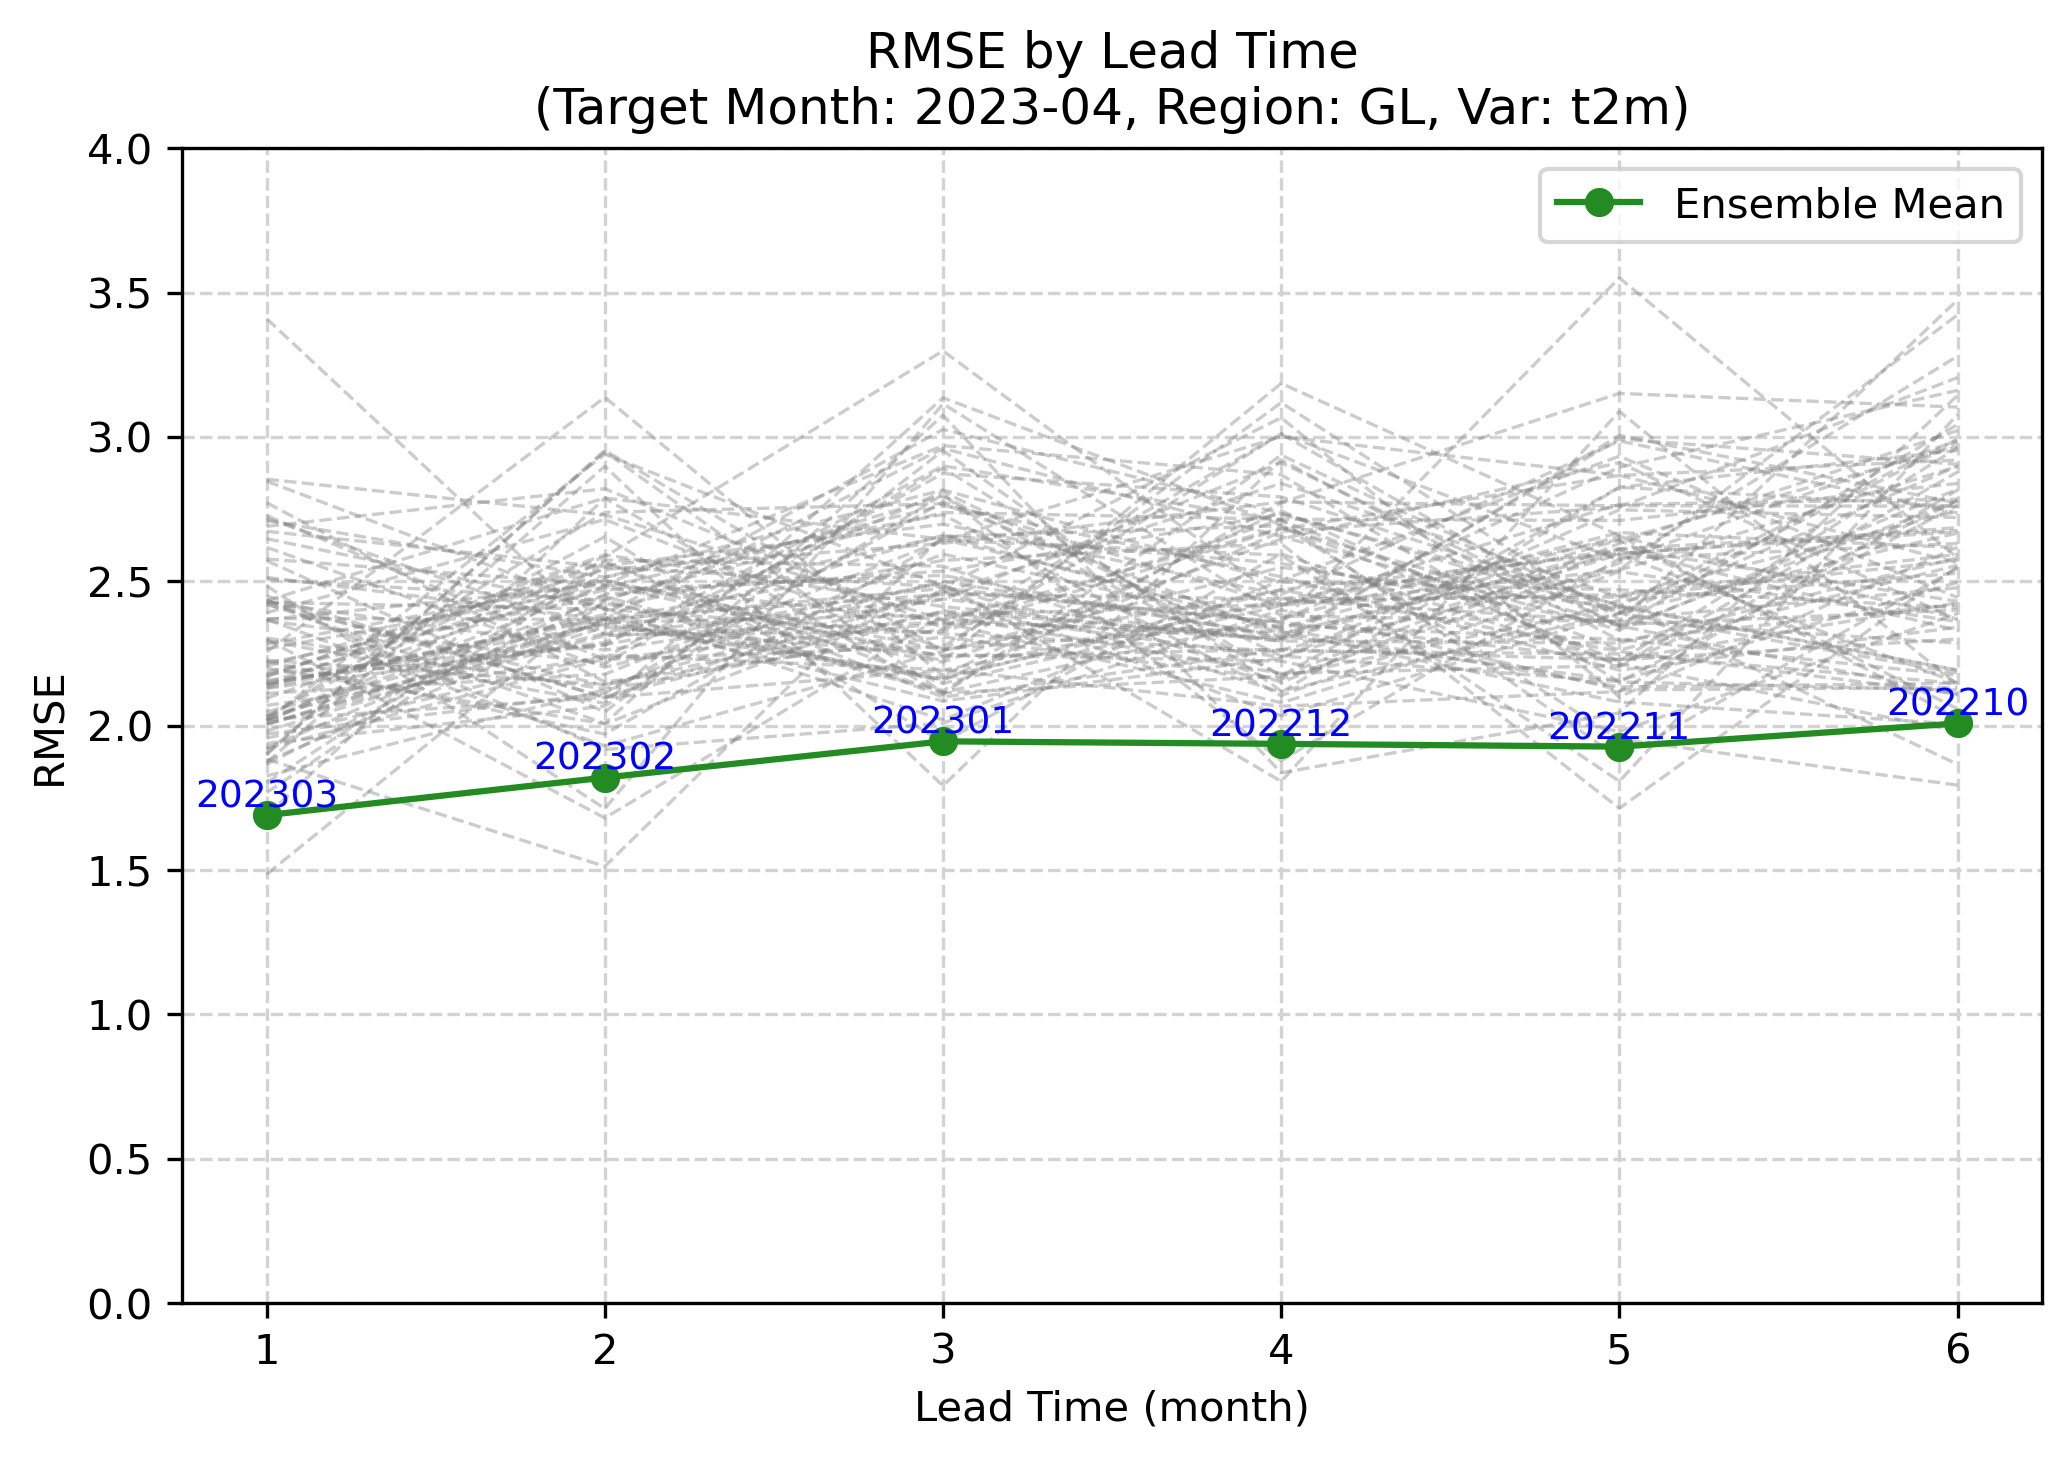 RMSE by Lead Time
(Target Month: 2023-04, Region: GL, Var: t2m)
Ensemble Mean
RMSE
4.0
3.5
3.0
2.5
2.0
1.5
1.0
0.5
0.0
202303
202302
202301
202212
202211
202210
1 2 3 4 5 6
Lead Time (month)